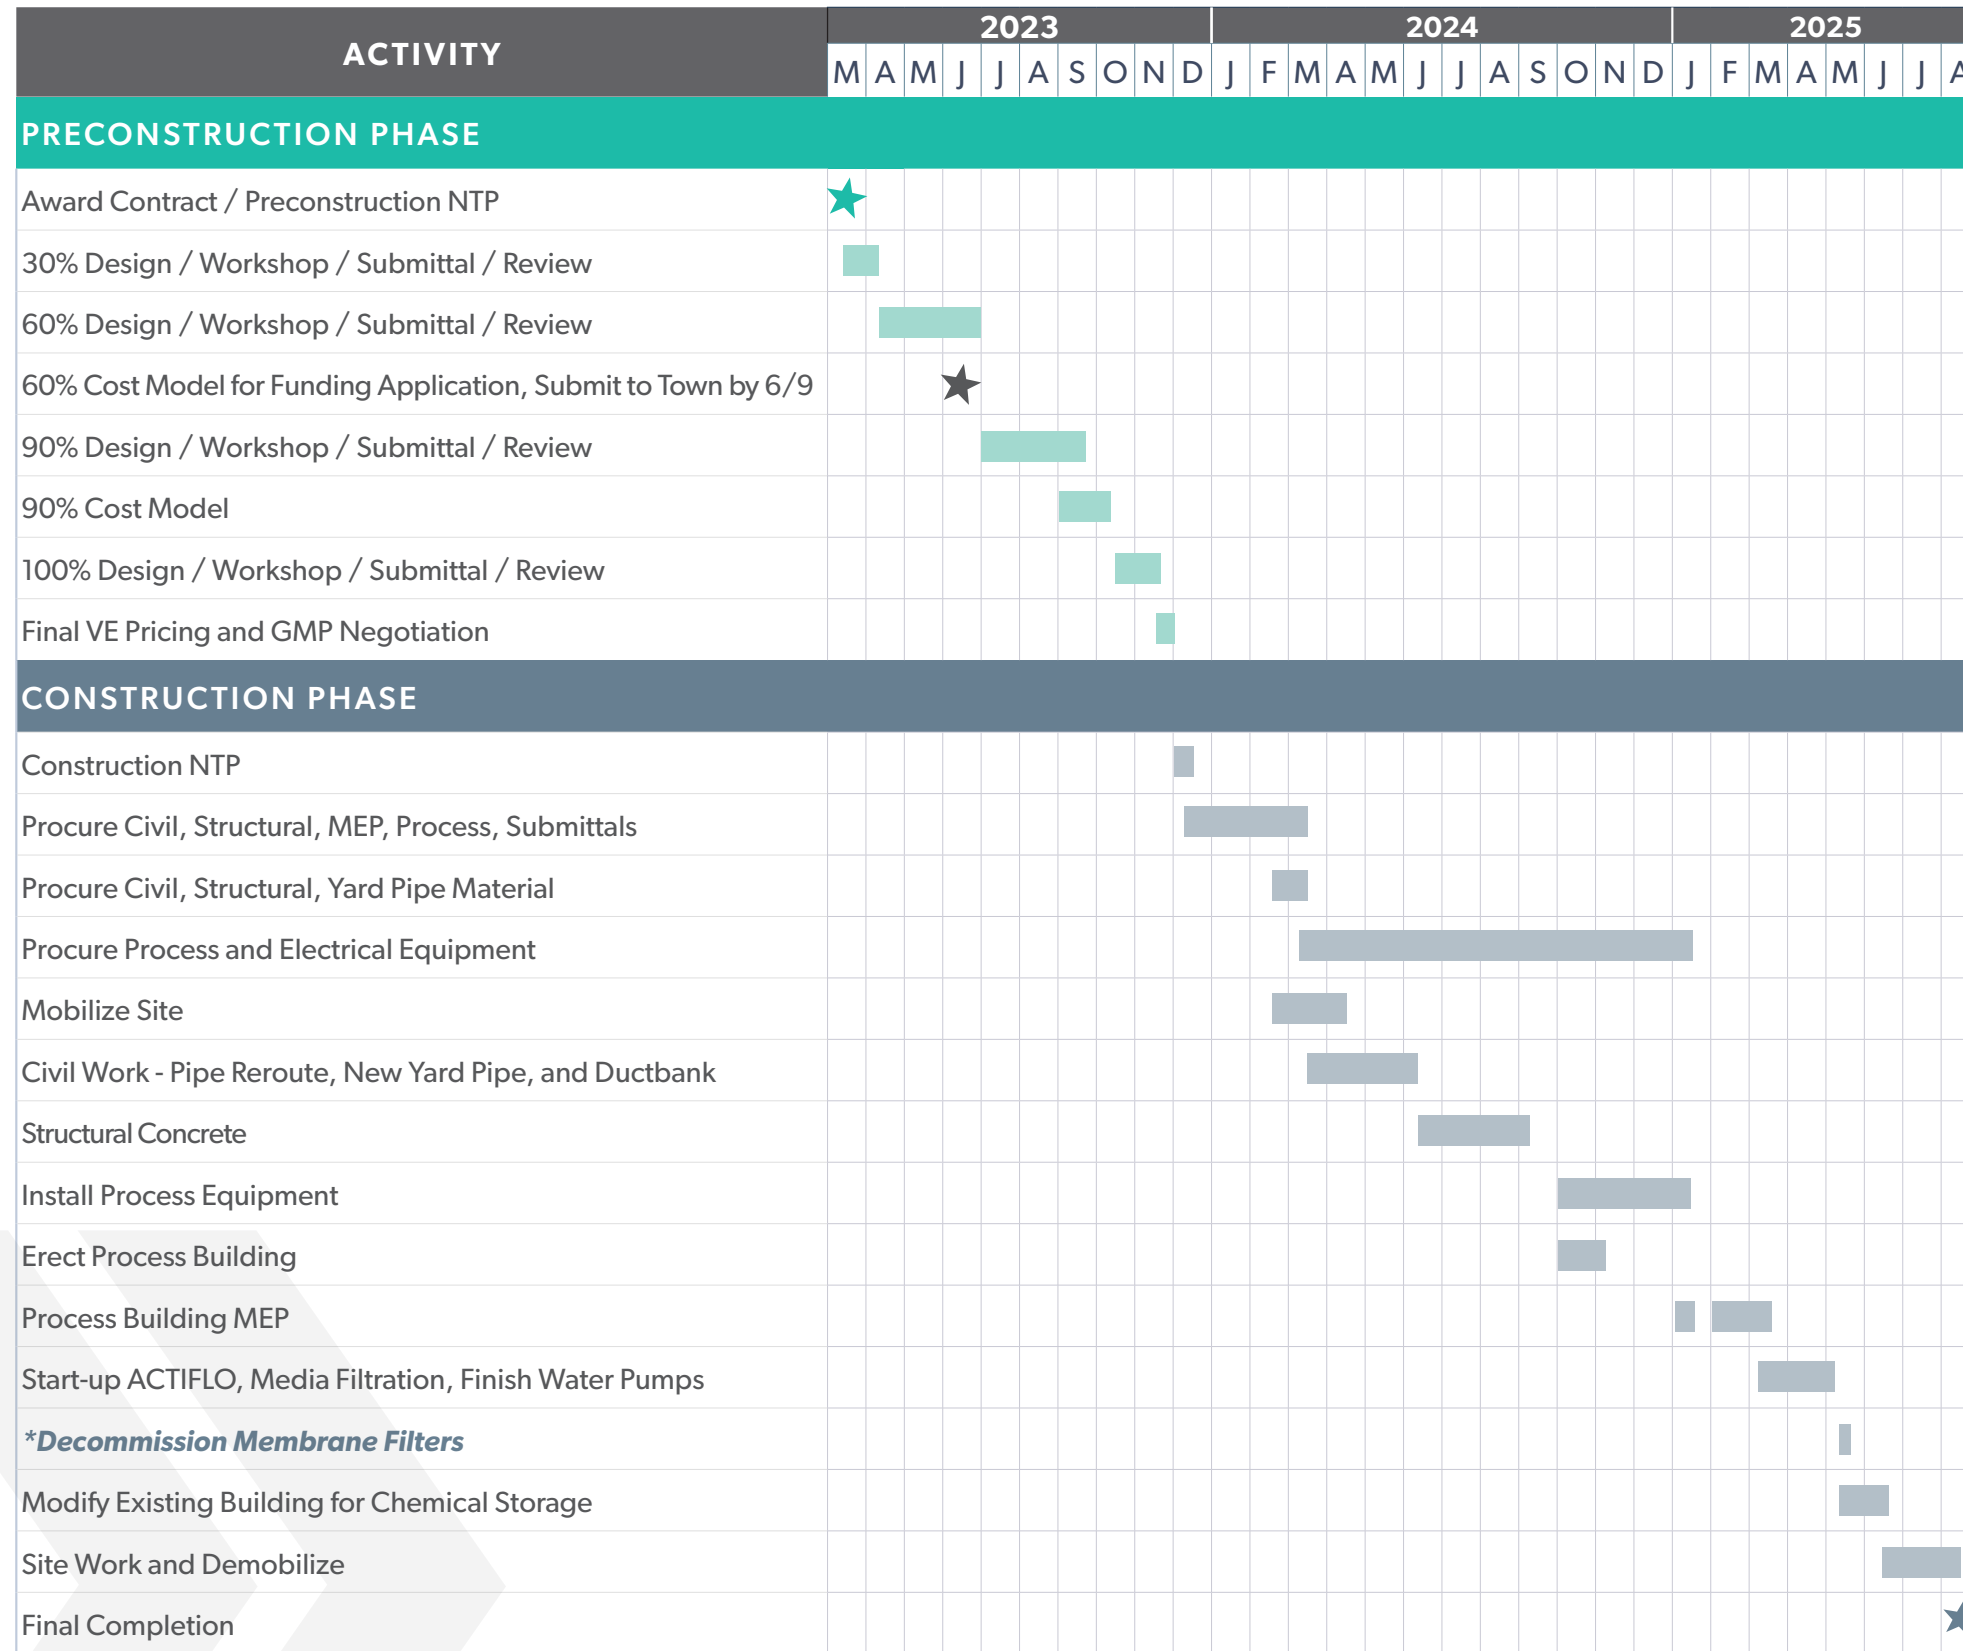 ACTIVITY
2023 2024 2025
M A M J J A S O N D J F M A M J J A S O N D J F M A M J J A
PRECONSTRUCTION PHASE
Award Contract / Preconstruction NTP
30% Design / Workshop / Submittal / Review
60% Design / Workshop / Submittal / Review
60% Cost Model for Funding Application, Submit to Town by 6/9
90% Design / Workshop / Submittal / Review
90% Cost Model
100% Design / Workshop / Submittal / Review
Final VE Pricing and GMP Negotiation
CONSTRUCTION PHASE
Construction NTP
Procure Civil, Structural, MEP, Process, Submittals
Procure Civil, Structural, Yard Pipe Material
Procure Process and Electrical Equipment
Mobilize Site
Civil Work - Pipe Reroute, New Yard Pipe, and Ductbank
Structural Concrete
Install Process Equipment
Erect Process Building
Process Building MEP
Start-up ACTIFLO, Media Filtration, Finish Water Pumps
*Decommission Membrane Filters
Modify Existing Building for Chemical Storage
Site Work and Demobilize
Final Completion